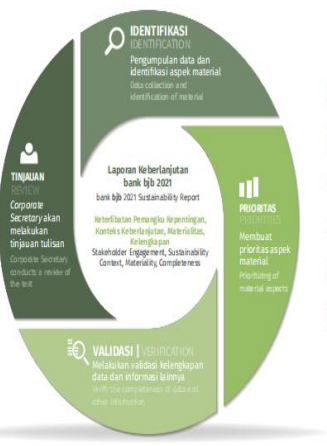 IDENTIFIKASI
IDENTIFICATION
Pengumpulan data dan
identifikasi aspek material
Data collection and
identification of material
TINJAUAN
REVIEW
Corporate
Secretary akan
melakukan
tinjauan tulisan
Corporate Secretary
conducts a review of
the text
Laporan Keberlanjutan
bank bjb 2021
bank bjb 2021 Sustainability Report
Keterlibatan Pemangku Kepentingan,
Konteks Keberlanjutan, Materialitas,
Kelengkapan
Stakeholder Engagement, Sustainability
Context, Materiality, Completeness
PRIORITAS
PRIORITIES
Membuat
prioritas aspek
material
Prioritizing of
material aspects
VALIDASI | VERIFICATION
Melakukan validasi kelengkapan
data dan informasi lainnya
Verify the completeness of data and
other information